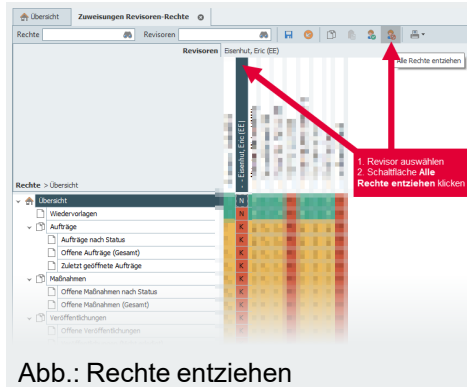 Übersicht
Zuweisungen Revisoren-Rechte
Rechte
Revisoren
Alle Rechte entziehen
Revisoren
Eisenhut, Eric (EE)
- Eisenhut, Eric [EE]
1. Revisor auswählen
2. Schaltfläche Alle
Rechte entziehen klicken
Rechte > Übersicht
Übersicht N
Wiedervorlagen N
Aufträge K
Aufträge nach Status K
Offene Aufträge (Gesamt) K
Zuletzt geöffnete Aufträge K
Maßnahmen K
Offene Maßnahmen nach Status K
Offene Maßnahmen (Gesamt) K
Veröffentlichungen K
Offene Veröffentlichungen
Abb.: Rechte entziehen